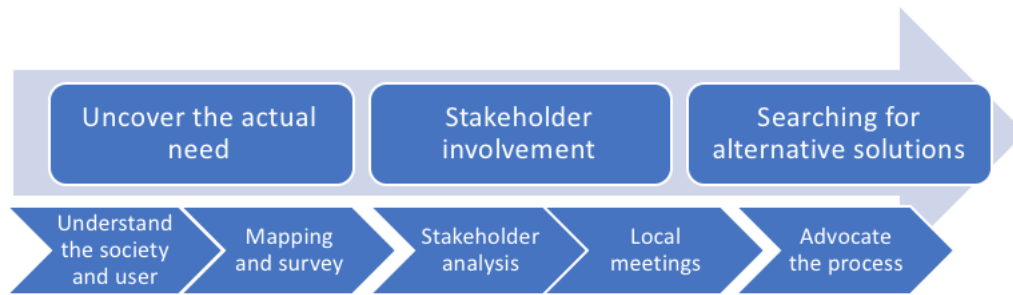 Uncover the actual
need
Stakeholder
involvement
Searching for
alternative solutions
Understand
the society
and user
Mapping
and survey
Stakeholder
analysis
Local
meetings
Advocate
the process